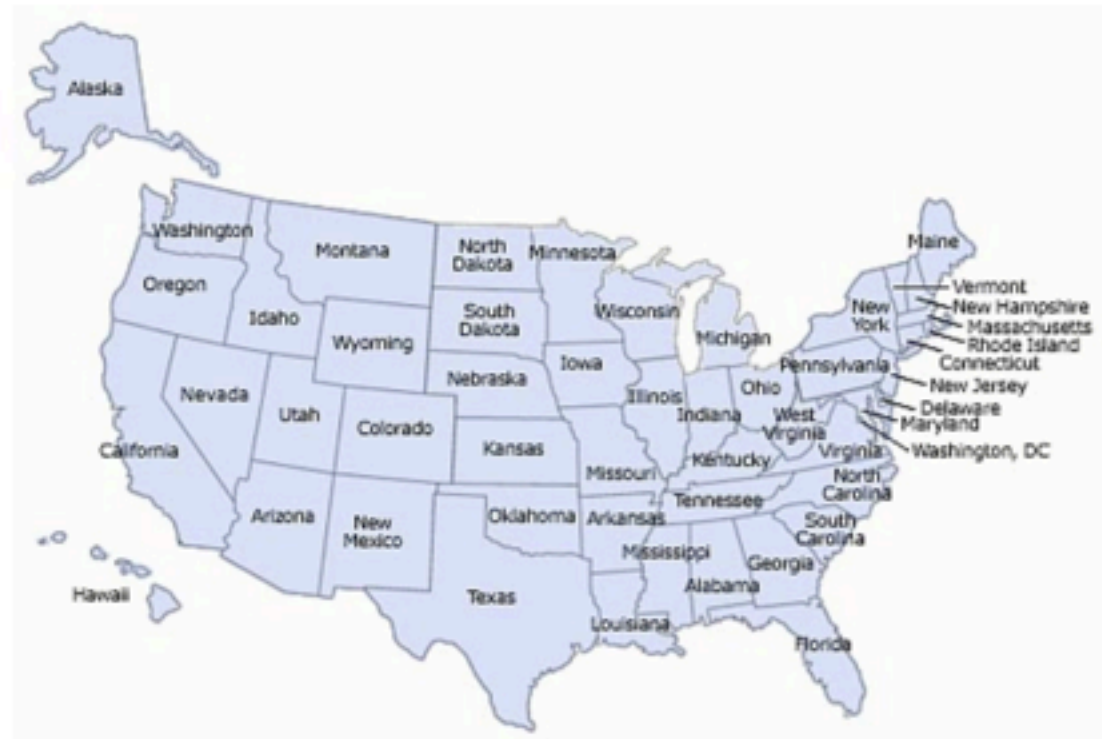 Alaska
Washington
Montana
North
Dakota
Minnesota
Maine
Oregon
Idaho
Wyoming
South
Dakota
Wisconsin
Michigan
New
York
Vermont
New Hampshire
Massachusetts
Rhode Island
Connecticut
Nevada
Utah
Colorado
Nebraska
Iowa
Illinois
Indiana
Ohio
Pennsylvania
New Jersey
Delaware
Maryland
Washington, DC
California
Kansas
Missouri
Kentucky
West
Virginia
Virginia
North
Carolina
Arizona
New
Mexico
Oklahoma
Arkansas
Tennessee
South
Carolina
Hawaii
Texas
Louisiana
Mississippi
Alabama
Georgia
Florida